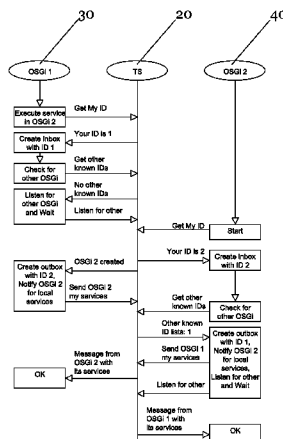 30
20
40
OSGI 1
TS
OSGI 2
Execute service
in OSGI 2
Get My ID
Create Inbox
with ID 1
Your ID is 1
Check for
other OSGI
Get other
known IDs
Listen for
other OSGI
and Wait
No other
known IDs
Listen for other
Get My ID
Start
Your ID is 2
Create Inbox
with ID 2
OSGI 2 created
Create outbox
with ID 2,
Notify OSGI 2
for local
services
Send OSGI 2
my services
Get other
known IDs
Check for
other OSGI
Other known
ID lists: 1
Create outbox
with ID 1,
Notify OSGI 2
for local
services,
Listen for other
and Wait
Send OSGI 1
my services
Message from
OSGI 2 with
its services
OK
Listen for other
Message from
OSGI 1 with
its services
OK